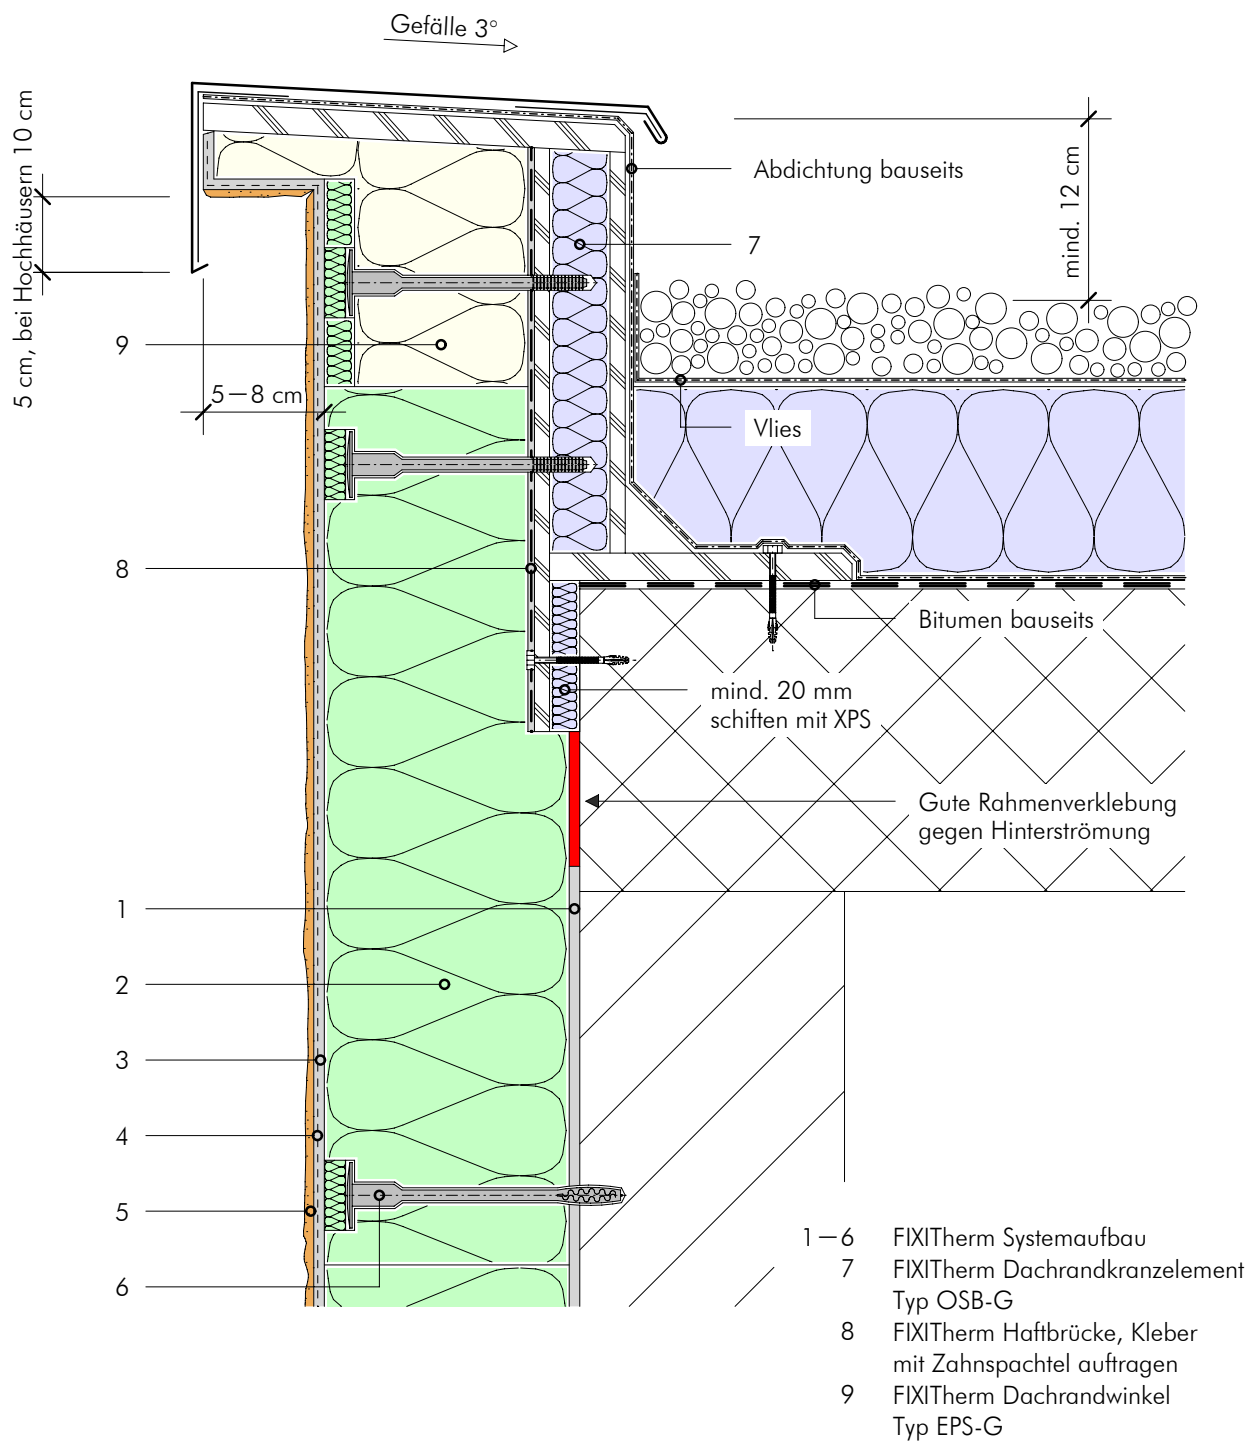 Gefälle 3°
5 cm, bei Hochhäusern 10 cm
mind. 12 cm
Abdichtung bauseits
7
9
5–8 cm
Vlies
8
Bitumen bauseits
mind. 20 mm
schiften mit XPS
Gute Rahmenverklebung
gegen Hinterströmung
1
2
3
4
5
6
1–6 FIXITherm Systemaufbau
7 FIXITherm Dachrandkranzelement
Typ OSB-G
8 FIXITherm Haftbrücke, Kleber
mit Zahnspachtel auftragen
9 FIXITherm Dachrandwinkel
Typ EPS-G